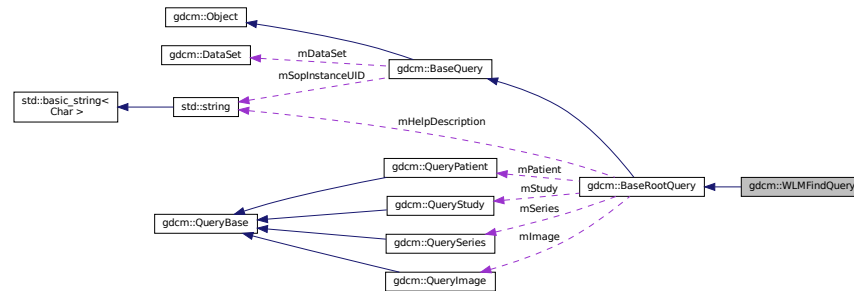 gdcm::Object
gdcm::DataSet
mDataSet
gdcm::BaseQuery
mSopInstanceUID
std::basic_string<
Char >
std::string
mHelpDescription
gdcm::QueryPatient
mPatient
gdcm::BaseRootQuery
gdcm::WLMFindQuery
mStudy
gdcm::QueryStudy
mSeries
gdcm::QueryBase
mImage
gdcm::QuerySeries
gdcm::QueryImage